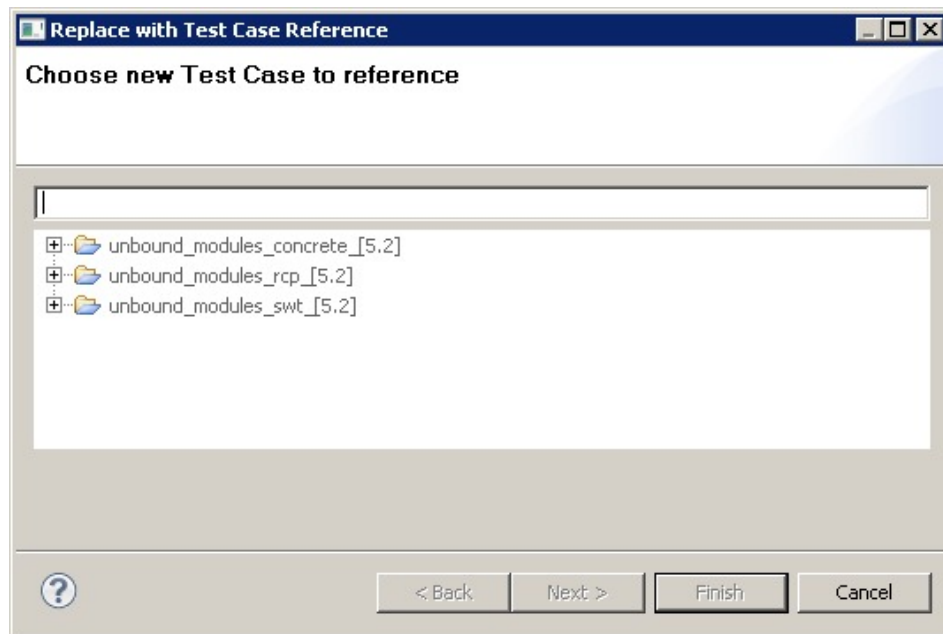 Replace with Test Case Reference
Choose new Test Case to reference
unbound_modules_concrete_[5.2]
unbound_modules_rcp_[5.2]
unbound_modules_swt_[5.2]
?
< Back
Next >
Finish
Cancel